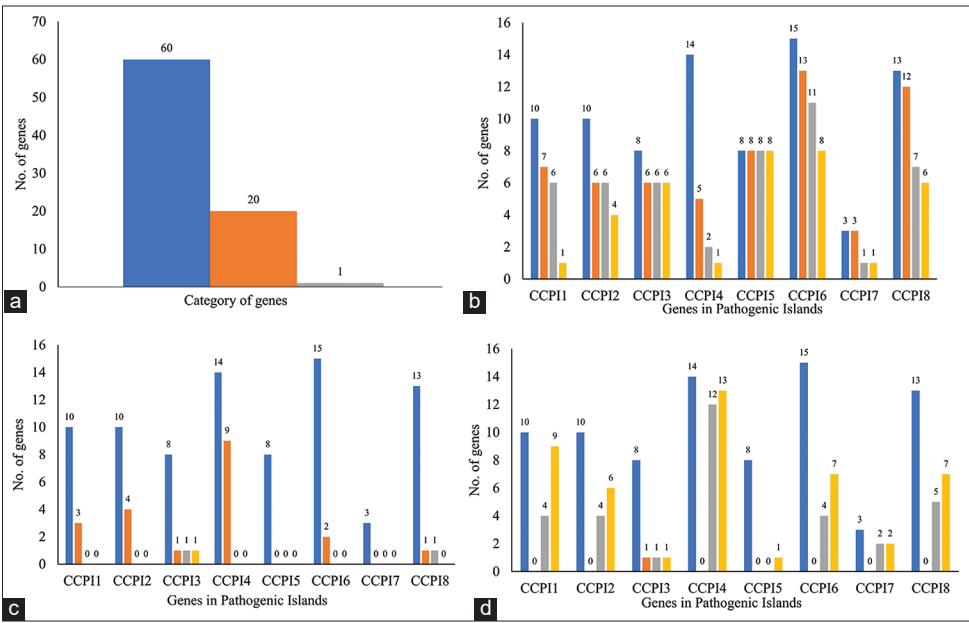 70
60
50
40
30
20
10
0
No. of genes
60
20
1
Category of genes
a
16
14
12
10
8
6
4
2
0
No. of genes
10 7 6 1
10 6 6 4
8 6 6 6
14 5 2 1
8 8 8 8
15 13 11 8
3 3 1 1
13 12 7 6
CCPI1 CCPI2 CCPI3 CCPI4 CCPI5 CCPI6 CCPI7 CCPI8
Genes in Pathogenic Islands
b
16
14
12
10
8
6
4
2
0
No. of genes
10 3 0 0
10 4 0 0
8 1 1 1
14 9 0 0
8 0 0 0
15 2 0 0
3 0 0 0
13 1 1 0
CCPI1 CCPI2 CCPI3 CCPI4 CCPI5 CCPI6 CCPI7 CCPI8
Genes in Pathogenic Islands
c
16
14
12
10
8
6
4
2
0
No. of genes
10 0 4 9
10 0 4 6
8 1 1 1
14 0 12 13
8 0 0 1
15 0 4 7
3 0 2 2
13 0 5 7
CCPI1 CCPI2 CCPI3 CCPI4 CCPI5 CCPI6 CCPI7 CCPI8
Genes in Pathogenic Islands
d